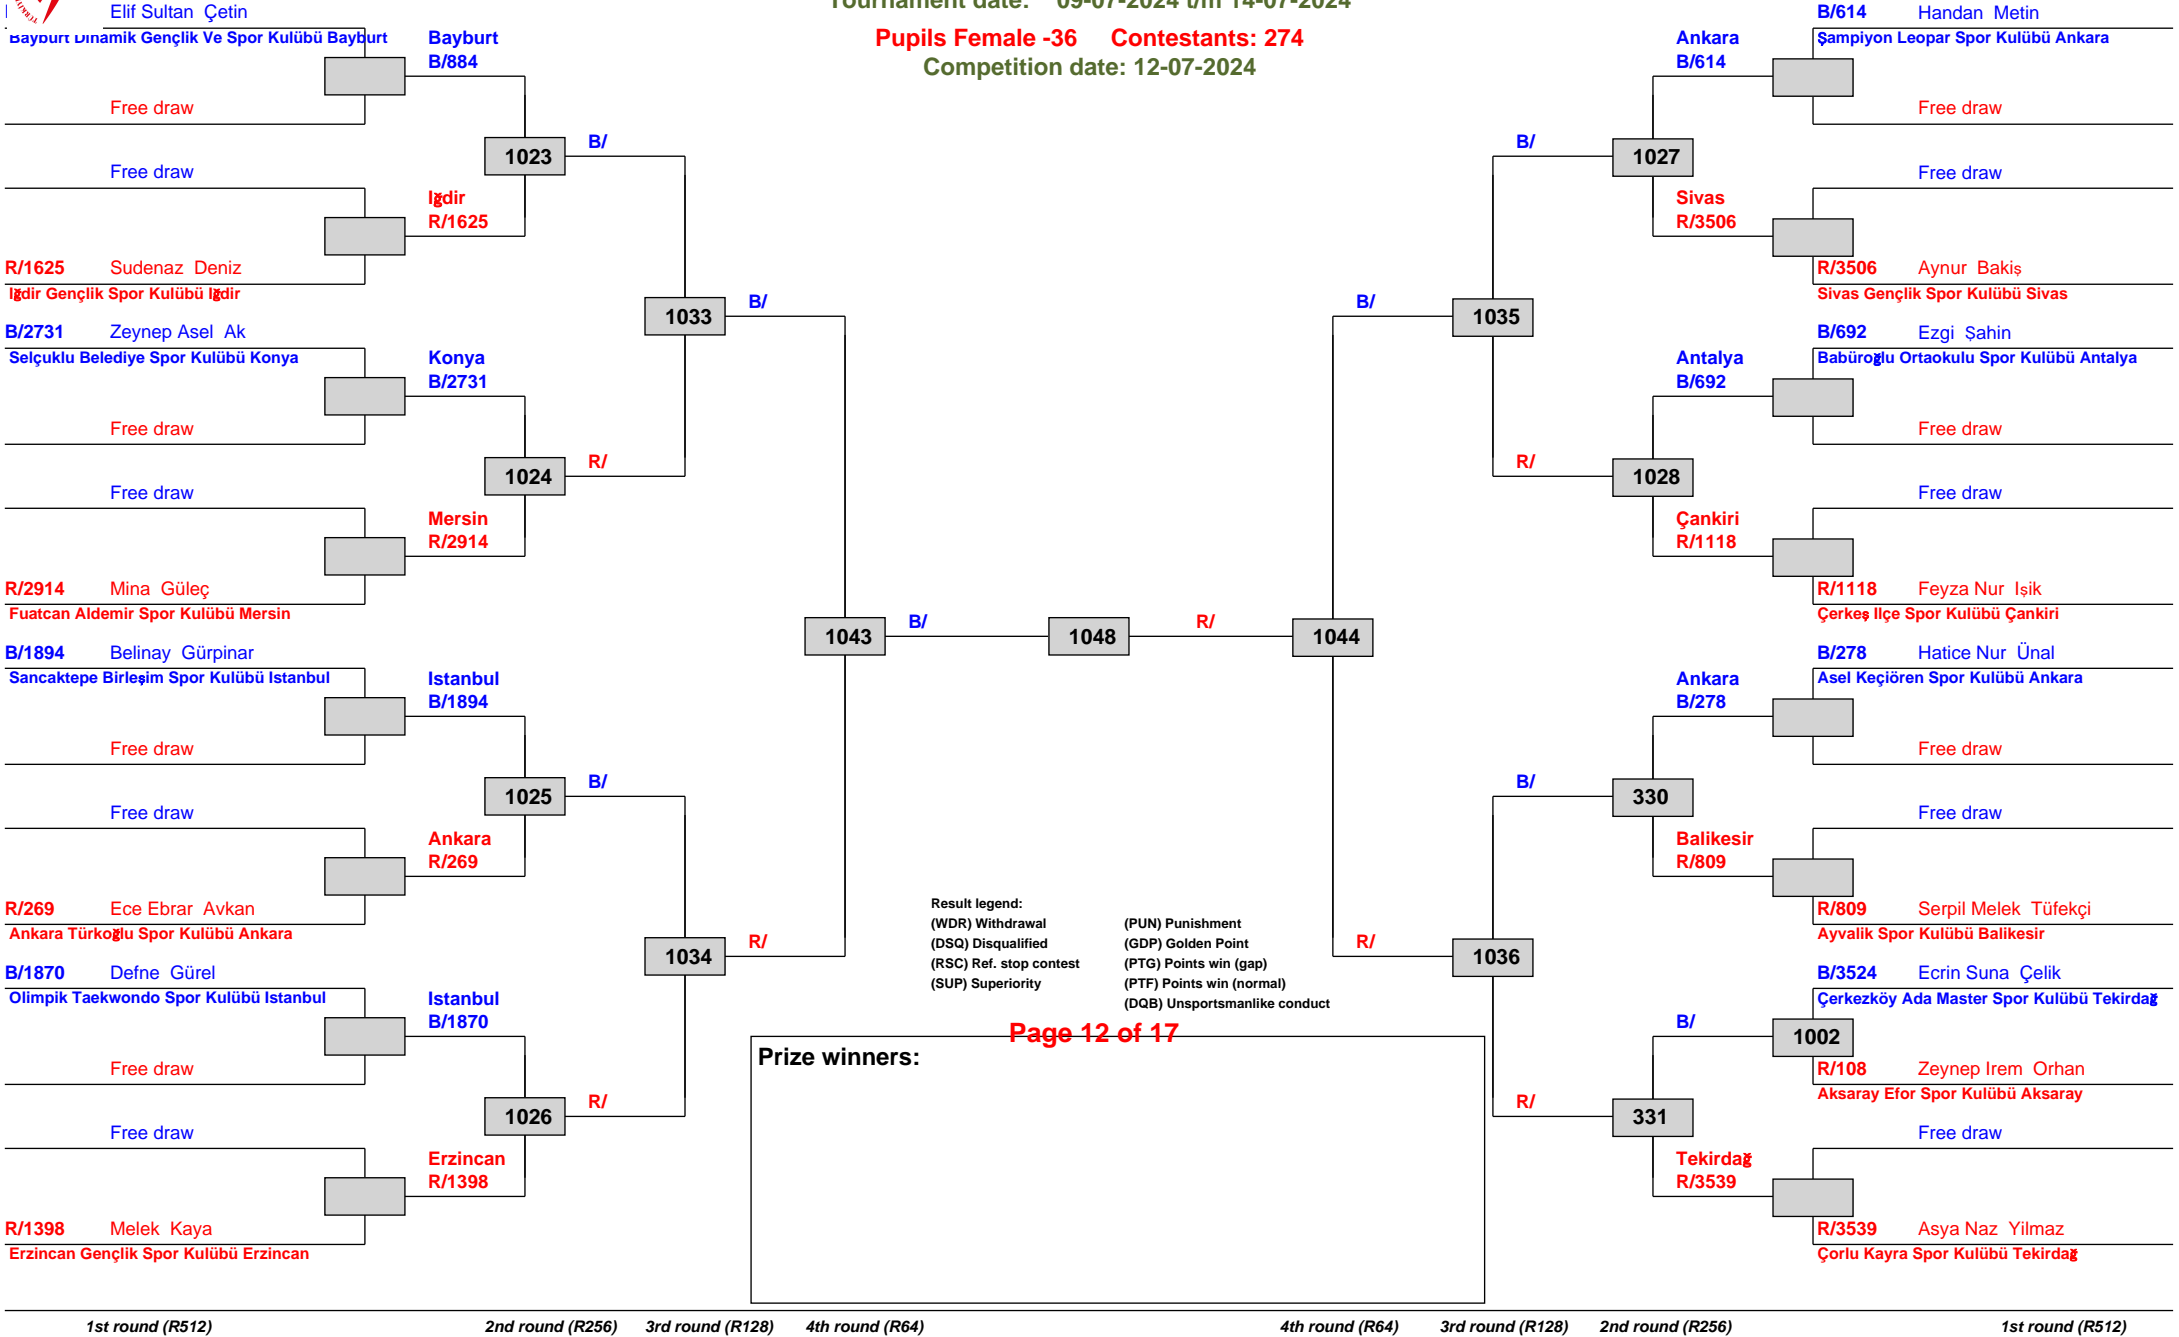 Tournament date: 09-07-2024 t/m 14-07-2024
Pupils Female -36 Contestants: 274
Competition date: 12-07-2024
Elif Sultan Çetin
Bayburt Dinamik Gençlik Ve Spor Kulübü Bayburt
Bayburt
B/884
Free draw
1023
B/
Free draw
Iğdir
R/1625
R/1625 Sudenaz Deniz
Iğdir Gençlik Spor Kulübü Iğdir
1033
B/
B/2731 Zeynep Asel Ak
Selçuklu Belediye Spor Kulübü Konya
Konya
B/2731
Free draw
1024
R/
Free draw
Mersin
R/2914
R/2914 Mina Güleç
Fuatcan Aldemir Spor Kulübü Mersin
1043
B/
B/1894 Belinay Gürpinar
Sancaktepe Birleşim Spor Kulübü Istanbul
Istanbul
B/1894
Free draw
1025
B/
Free draw
Ankara
R/269
R/269 Ece Ebrar Avkan
Ankara Türkoğlu Spor Kulübü Ankara
1034
R/
B/1870 Defne Gürel
Olimpik Taekwondo Spor Kulübü Istanbul
Istanbul
B/1870
Free draw
1026
R/
Free draw
Erzincan
R/1398
R/1398 Melek Kaya
Erzincan Gençlik Spor Kulübü Erzincan
1048
R/
1044
B/614 Handan Metin
Şampiyon Leopar Spor Kulübü Ankara
Ankara
B/614
Free draw
B/
1027
Free draw
Sivas
R/3506
R/3506 Aynur Bakiş
Sivas Gençlik Spor Kulübü Sivas
B/
1035
B/692 Ezgi Şahin
Babüroğlu Ortaokulu Spor Kulübü Antalya
Antalya
B/692
Free draw
R/
1028
Free draw
Çankiri
R/1118
R/1118 Feyza Nur Işik
Çerkeş Ilçe Spor Kulübü Çankiri
B/278 Hatice Nur Ünal
Asel Keçiören Spor Kulübü Ankara
Ankara
B/278
Free draw
B/
330
Free draw
Balikesir
R/809
R/809 Serpil Melek Tüfekçi
Ayvalik Spor Kulübü Balikesir
R/
1036
B/3524 Ecrin Suna Çelik
Çerkezköy Ada Master Spor Kulübü Tekirdağ
B/
1002
R/108 Zeynep Irem Orhan
Aksaray Efor Spor Kulübü Aksaray
R/
331
Free draw
Tekirdağ
R/3539
R/3539 Asya Naz Yilmaz
Çorlu Kayra Spor Kulübü Tekirdağ
Result legend:
(WDR) Withdrawal (PUN) Punishment
(DSQ) Disqualified (GDP) Golden Point
(RSC) Ref. stop contest (PTG) Points win (gap)
(SUP) Superiority (PTF) Points win (normal)
(DQB) Unsportsmanlike conduct
Page 12 of 17
Prize winners:
1st round (R512) 2nd round (R256) 3rd round (R128) 4th round (R64) 4th round (R64) 3rd round (R128) 2nd round (R256) 1st round (R512)